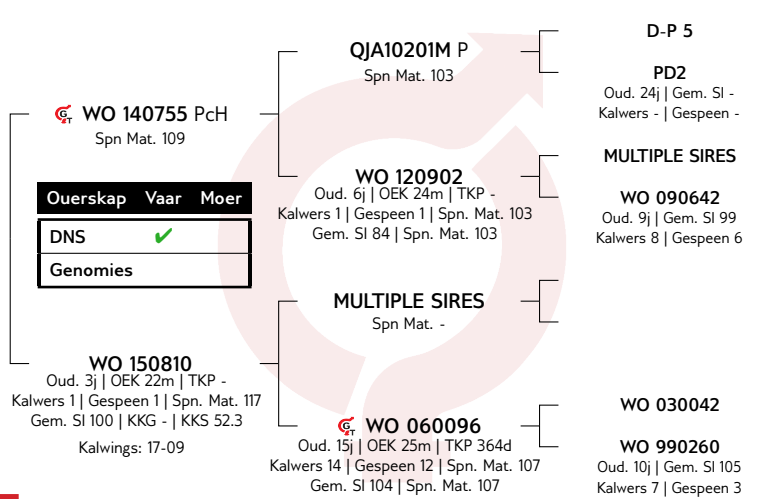 WO 140755 PcH
Spn Mat. 109
Ouerskap Vaar Moer
DNS ✔
Genomies
WO 150810
Oud. 3j | OEK 22m | TKP -
Kalwers 1 | Gespeen 1 | Spn. Mat. 117
Gem. SI 100 | KKG - | KKS 52.3
Kalwings: 17-09
QJA10201M P
Spn Mat. 103
WO 120902
Oud. 6j | OEK 24m | TKP -
Kalwers 1 | Gespeen 1 | Spn. Mat. 103
Gem. SI 84 | Spn. Mat. 103
MULTIPLE SIRES
Spn Mat. -
GT WO 060096
Oud. 15j | OEK 25m | TKP 364d
Kalwers 14 | Gespeen 12 | Spn. Mat. 107
Gem. SI 104 | Spn. Mat. 107
D-P 5
PD2
Oud. 24j | Gem. SI -
Kalwers - | Gespeen -
MULTIPLE SIRES
WO 090642
Oud. 9j | Gem. SI 99
Kalwers 8 | Gespeen 6
WO 030042
WO 990260
Oud. 10j | Gem. SI 105
Kalwers 7 | Gespeen 3